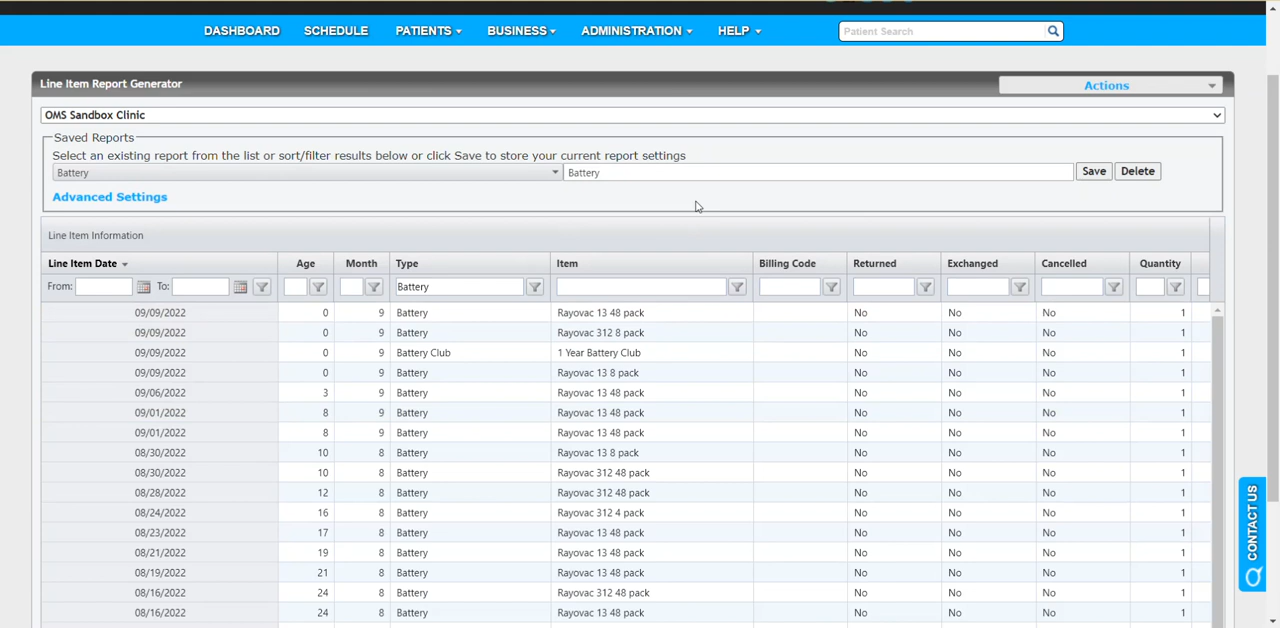 DASHBOARD SCHEDULE PATIENTS BUSINESS ADMINISTRATION HELP Patient Search
Line Item Report Generator Actions
OMS Sandbox Clinic
Saved Reports
Select an existing report from the list or sort/filter results below or click Save to store your current report settings
Battery Battery Save Delete
Advanced Settings
Line Item Information
Line Item Date Age Month Type Item Billing Code Returned Exchanged Cancelled Quantity
From: To: Battery
09/09/2022 0 9 Battery Rayovac 13 48 pack No No No 1
09/09/2022 0 9 Battery Rayovac 312 8 pack No No No 1
09/09/2022 0 9 Battery Club 1 Year Battery Club No No No 1
09/09/2022 0 9 Battery Rayovac 13 8 pack No No No 1
09/06/2022 3 9 Battery Rayovac 13 48 pack No No No 1
09/01/2022 8 9 Battery Rayovac 13 48 pack No No No 1
09/01/2022 8 9 Battery Rayovac 13 48 pack No No No 1
08/30/2022 10 8 Battery Rayovac 13 8 pack No No No 1
08/30/2022 10 8 Battery Rayovac 312 48 pack No No No 1
08/28/2022 12 8 Battery Rayovac 312 48 pack No No No 1
08/24/2022 16 8 Battery Rayovac 312 4 pack No No No 1
08/23/2022 17 8 Battery Rayovac 13 48 pack No No No 1
08/21/2022 19 8 Battery Rayovac 13 48 pack No No No 1
08/19/2022 21 8 Battery Rayovac 13 48 pack No No No 1
08/16/2022 24 8 Battery Rayovac 312 48 pack No No No 1
08/16/2022 24 8 Battery Rayovac 13 48 pack No No No 1
CONTACT US